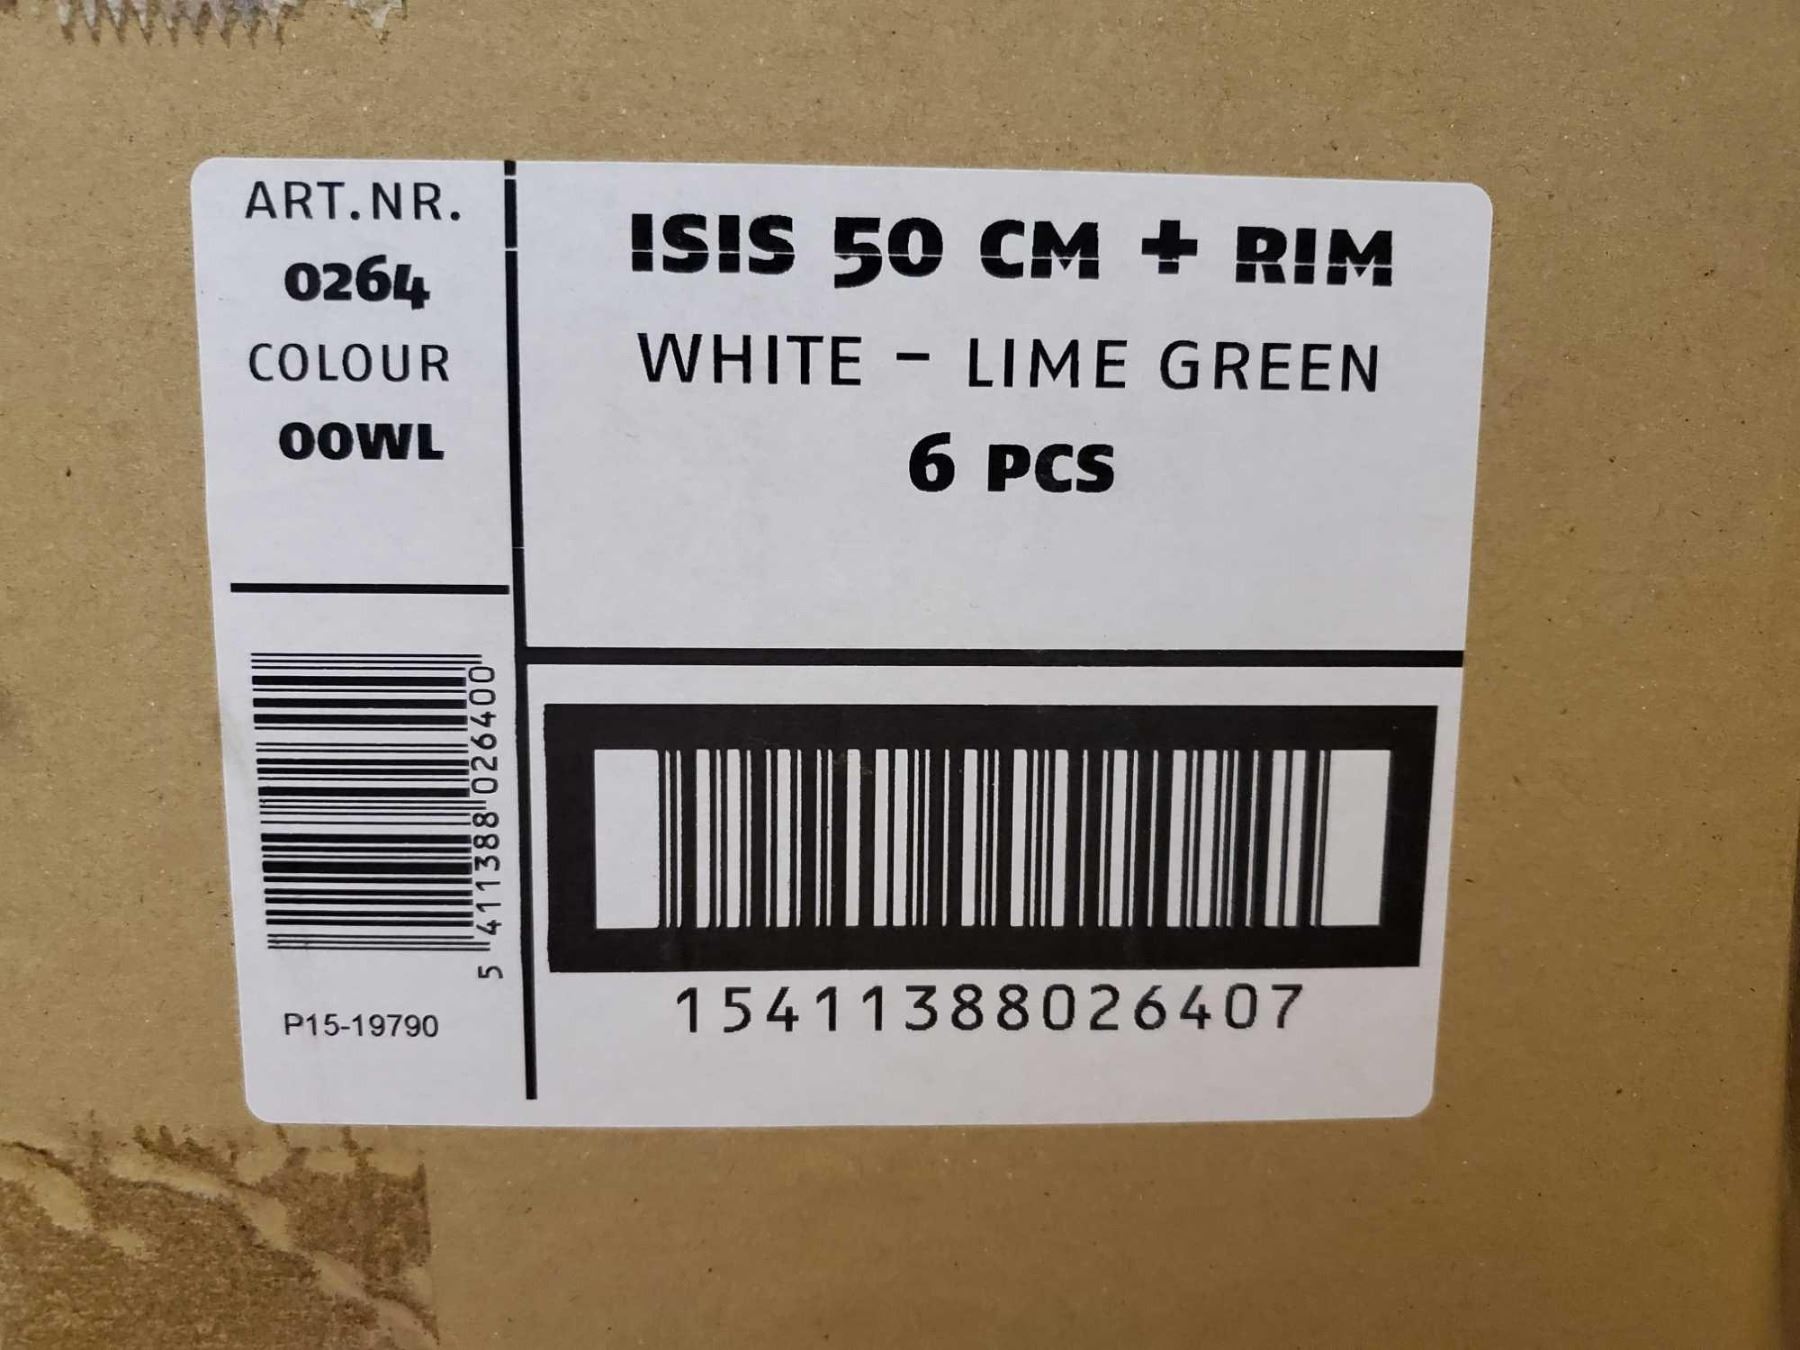 ART.NR.
0264
COLOUR
00WL
ISIS 50 CM + RIM
WHITE - LIME GREEN
6 PCS
5 411388 026400
P15-19790
15411388026407